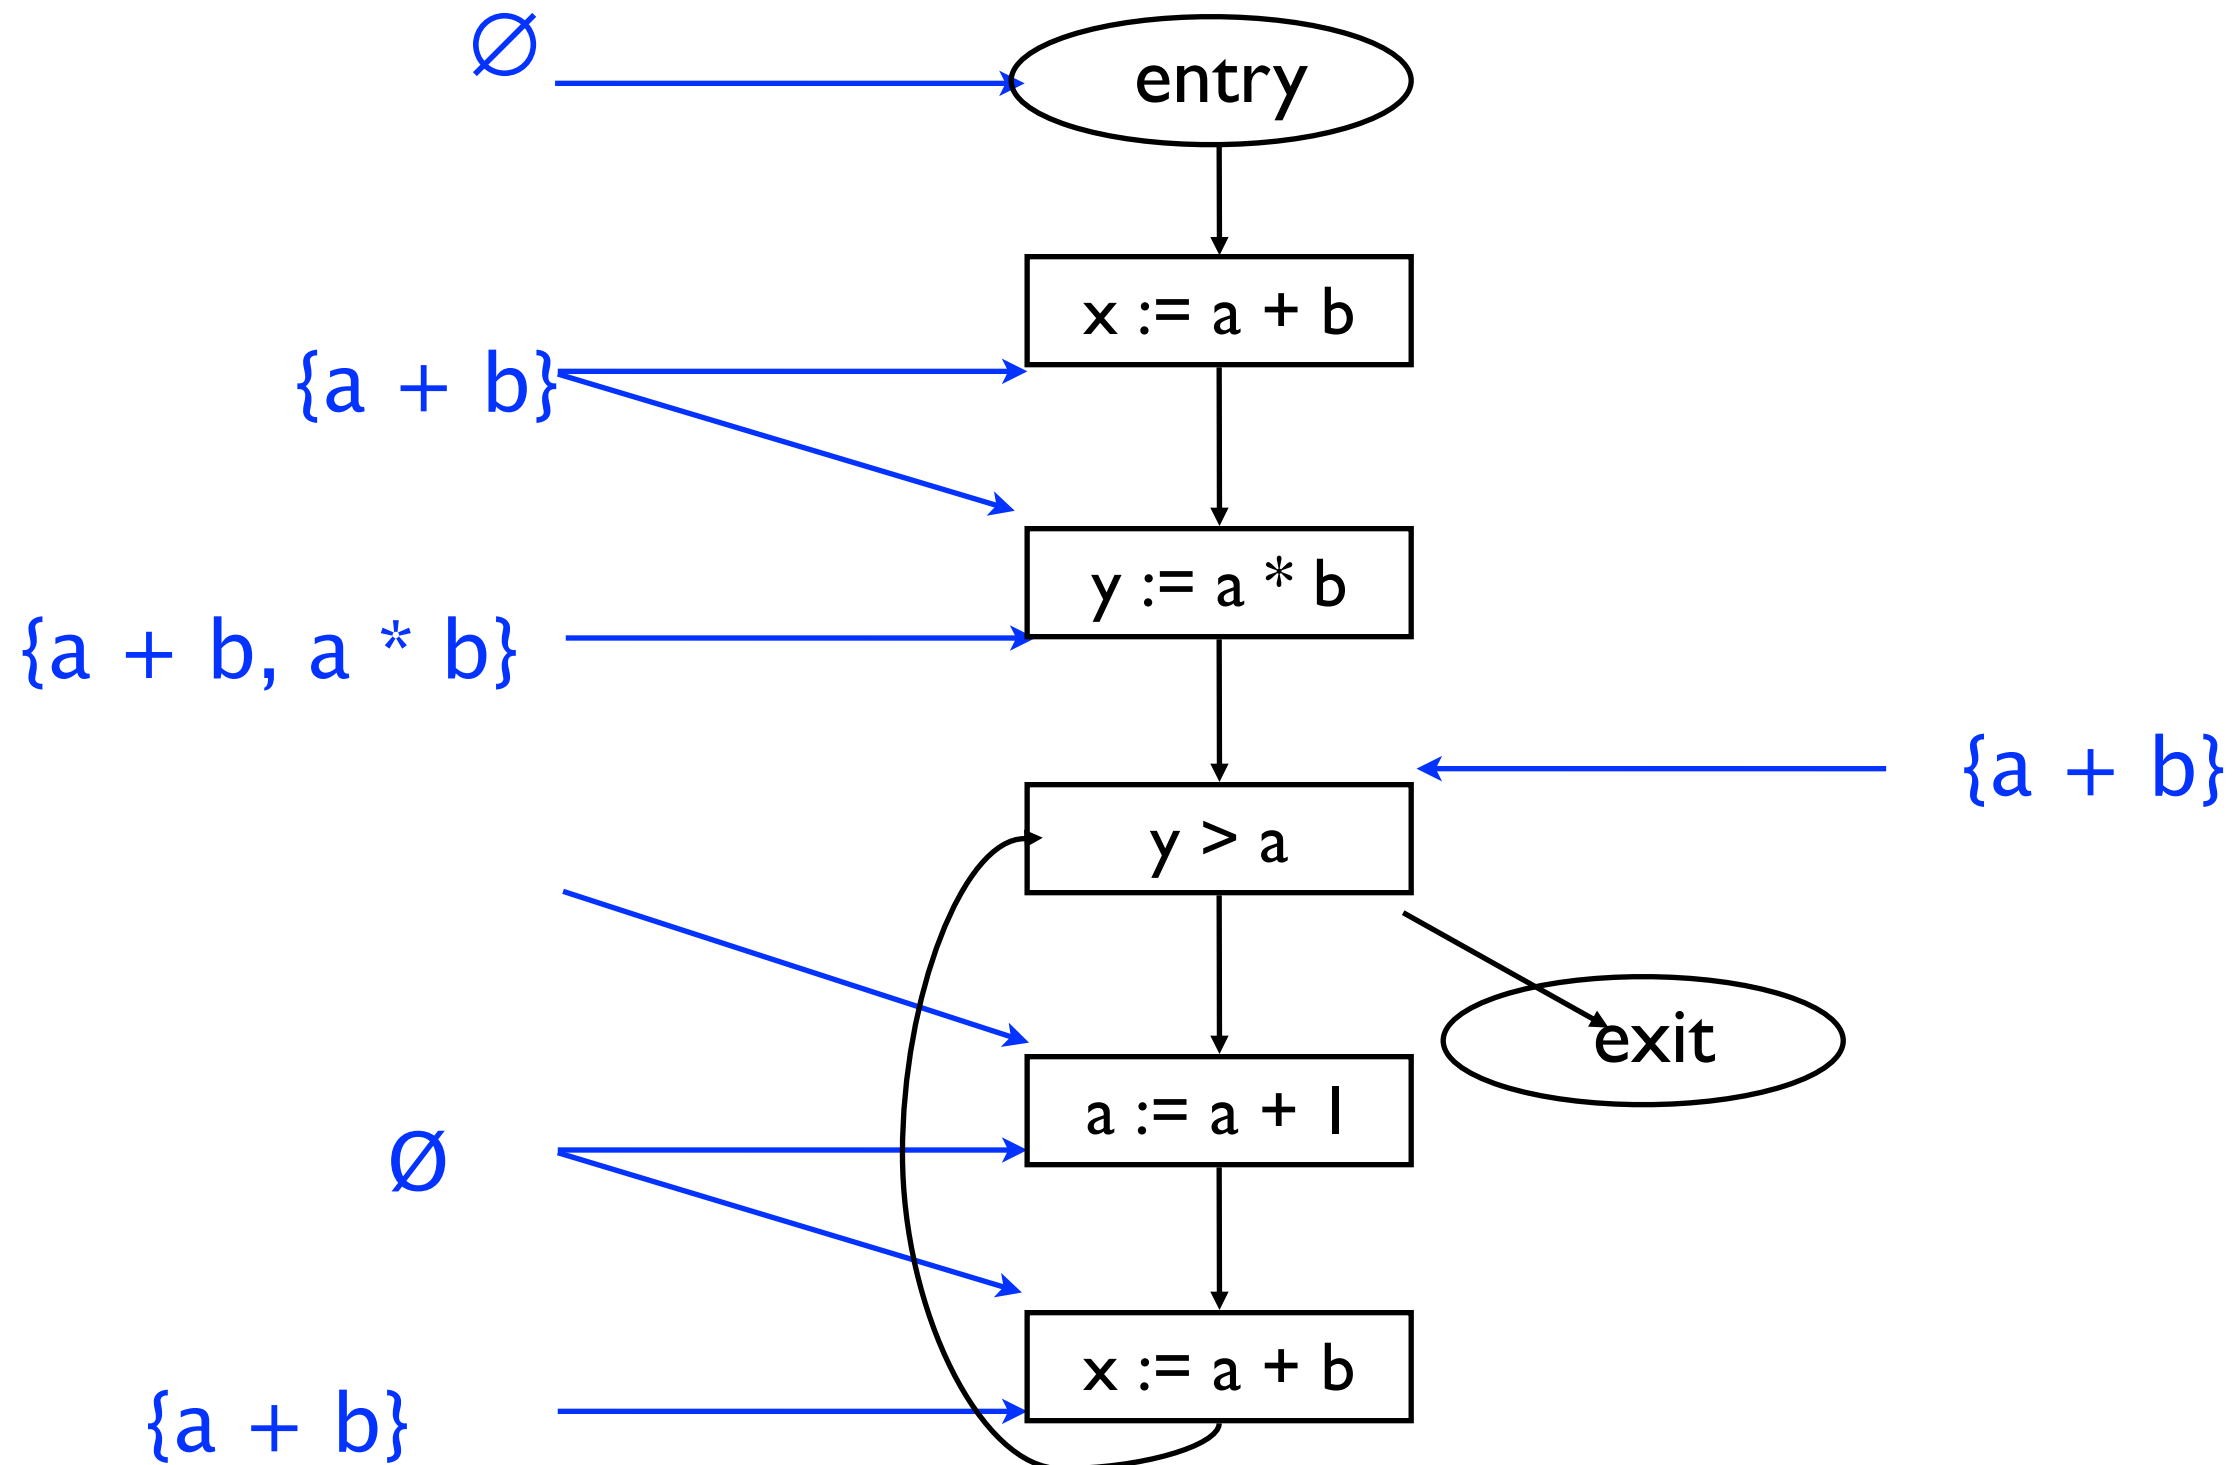 ∅
entry
x := a + b
{a + b}
y := a * b
{a + b, a * b}
{a + b}
y > a
exit
a := a + 1
Ø
x := a + b
{a + b}